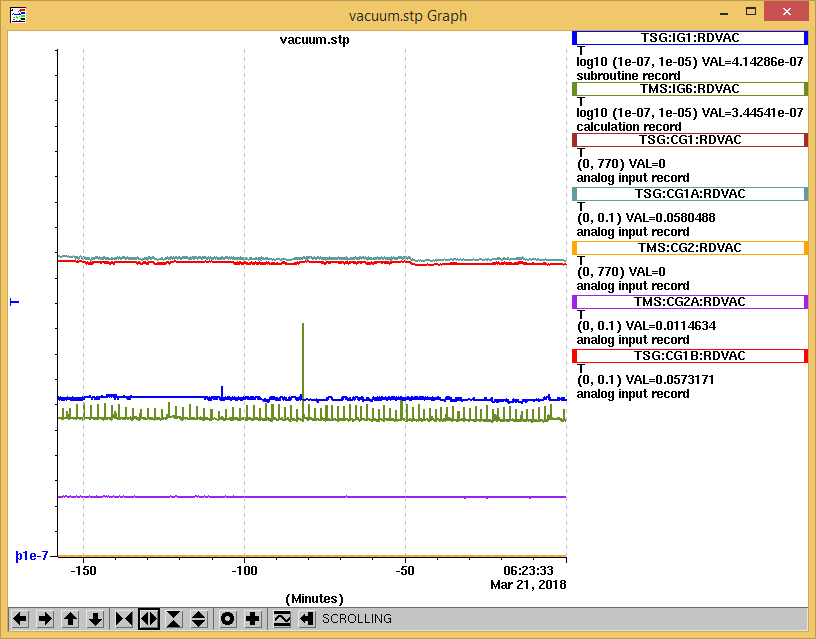 vacuum.stp Graph
vacuum.stp
T
1e-7
-150
-100
-50
06:23:33
Mar 21, 2018
(Minutes)
TSG:IG1:RDVAC
T
log10 (1e-07, 1e-05) VAL=4.14286e-07
subroutine record
TMS:IG6:RDVAC
T
log10 (1e-07, 1e-05) VAL=3.44541e-07
calculation record
TSG:CG1:RDVAC
T
(0, 770) VAL=0
analog input record
TSG:CG1A:RDVAC
T
(0, 0.1) VAL=0.0580488
analog input record
TMS:CG2:RDVAC
T
(0, 770) VAL=0
analog input record
TMS:CG2A:RDVAC
T
(0, 0.1) VAL=0.0114634
analog input record
TSG:CG1B:RDVAC
T
(0, 0.1) VAL=0.0573171
analog input record
SCROLLING